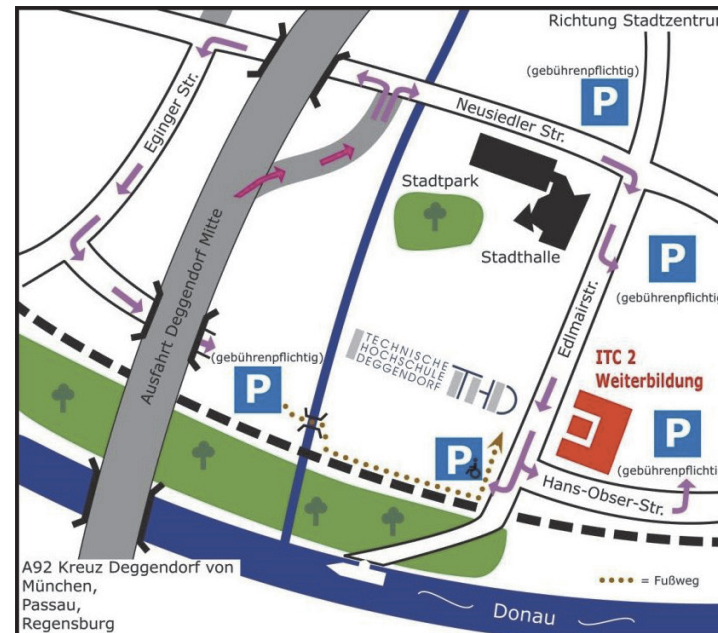 Richtung Stadtzentrum
(gebührenpflichtig)
P
Eginger Str.
Neusiedler Str.
Stadtpark
Stadthalle
P
(gebührenpflichtig)
Ausfahrt Deggendorf Mitte
Edlmairstr.
TECHNISCHE
HOCHSCHULE
DEGGENDORF
THD
(gebührenpflichtig)
P
ITC 2
Weiterbildung
P
(gebührenpflichtig)
P
Hans-Obser-Str.
A92 Kreuz Deggendorf von
München,
Passau,
Regensburg
= Fußweg
Donau